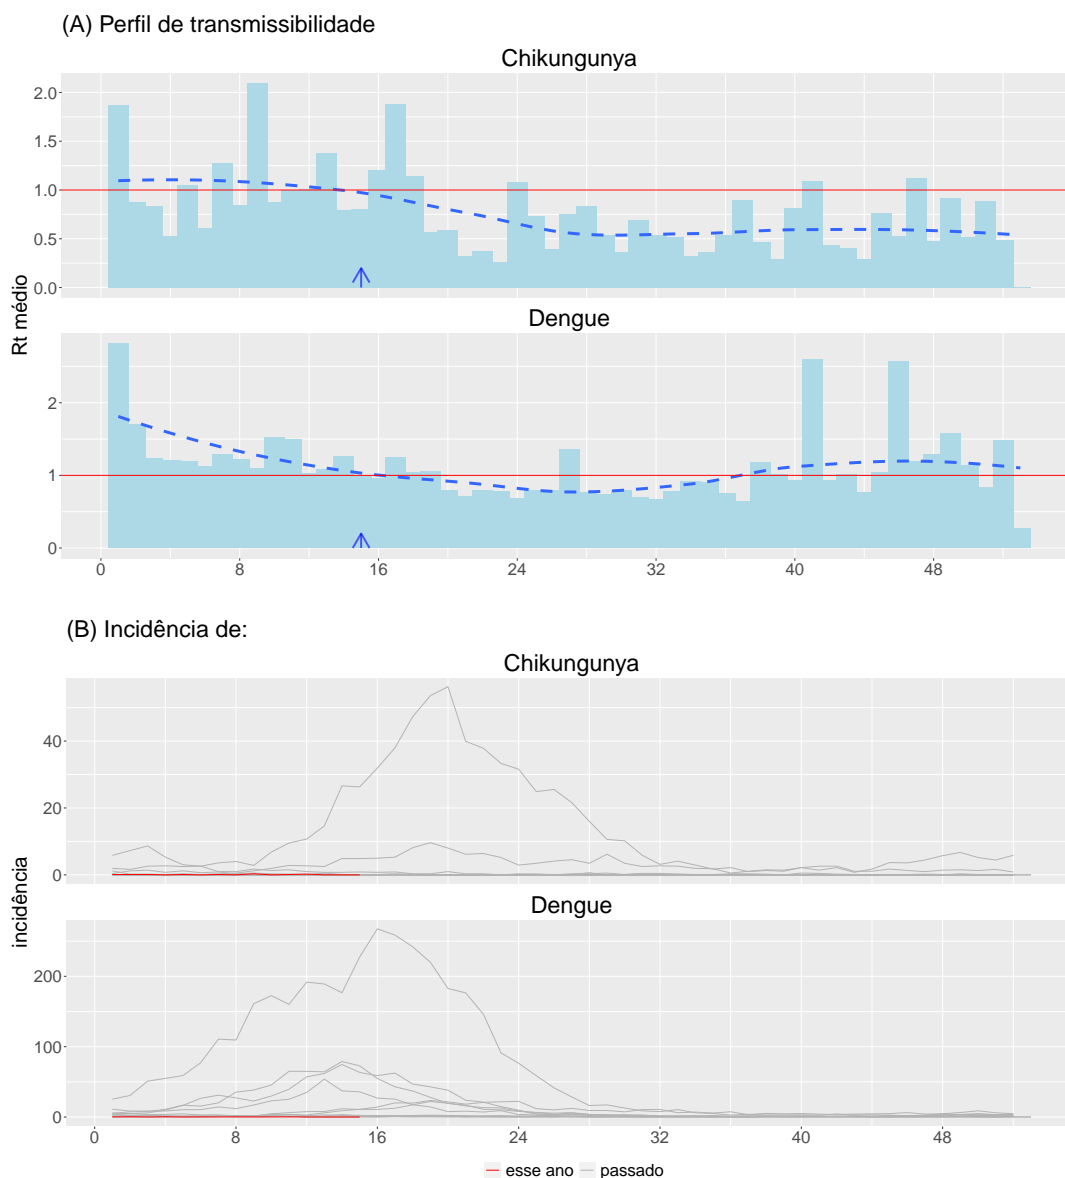 (A) Perfil de transmissibilidade
Chikungunya
2.0
1.5
1.0
0.5
0.0
Dengue
2
1
0
0 8 16 24 32 40 48
Rt médio
(B) Incidência de:
Chikungunya
40
20
0
Dengue
200
100
0
0 8 16 24 32 40 48
incidência
esse ano passado